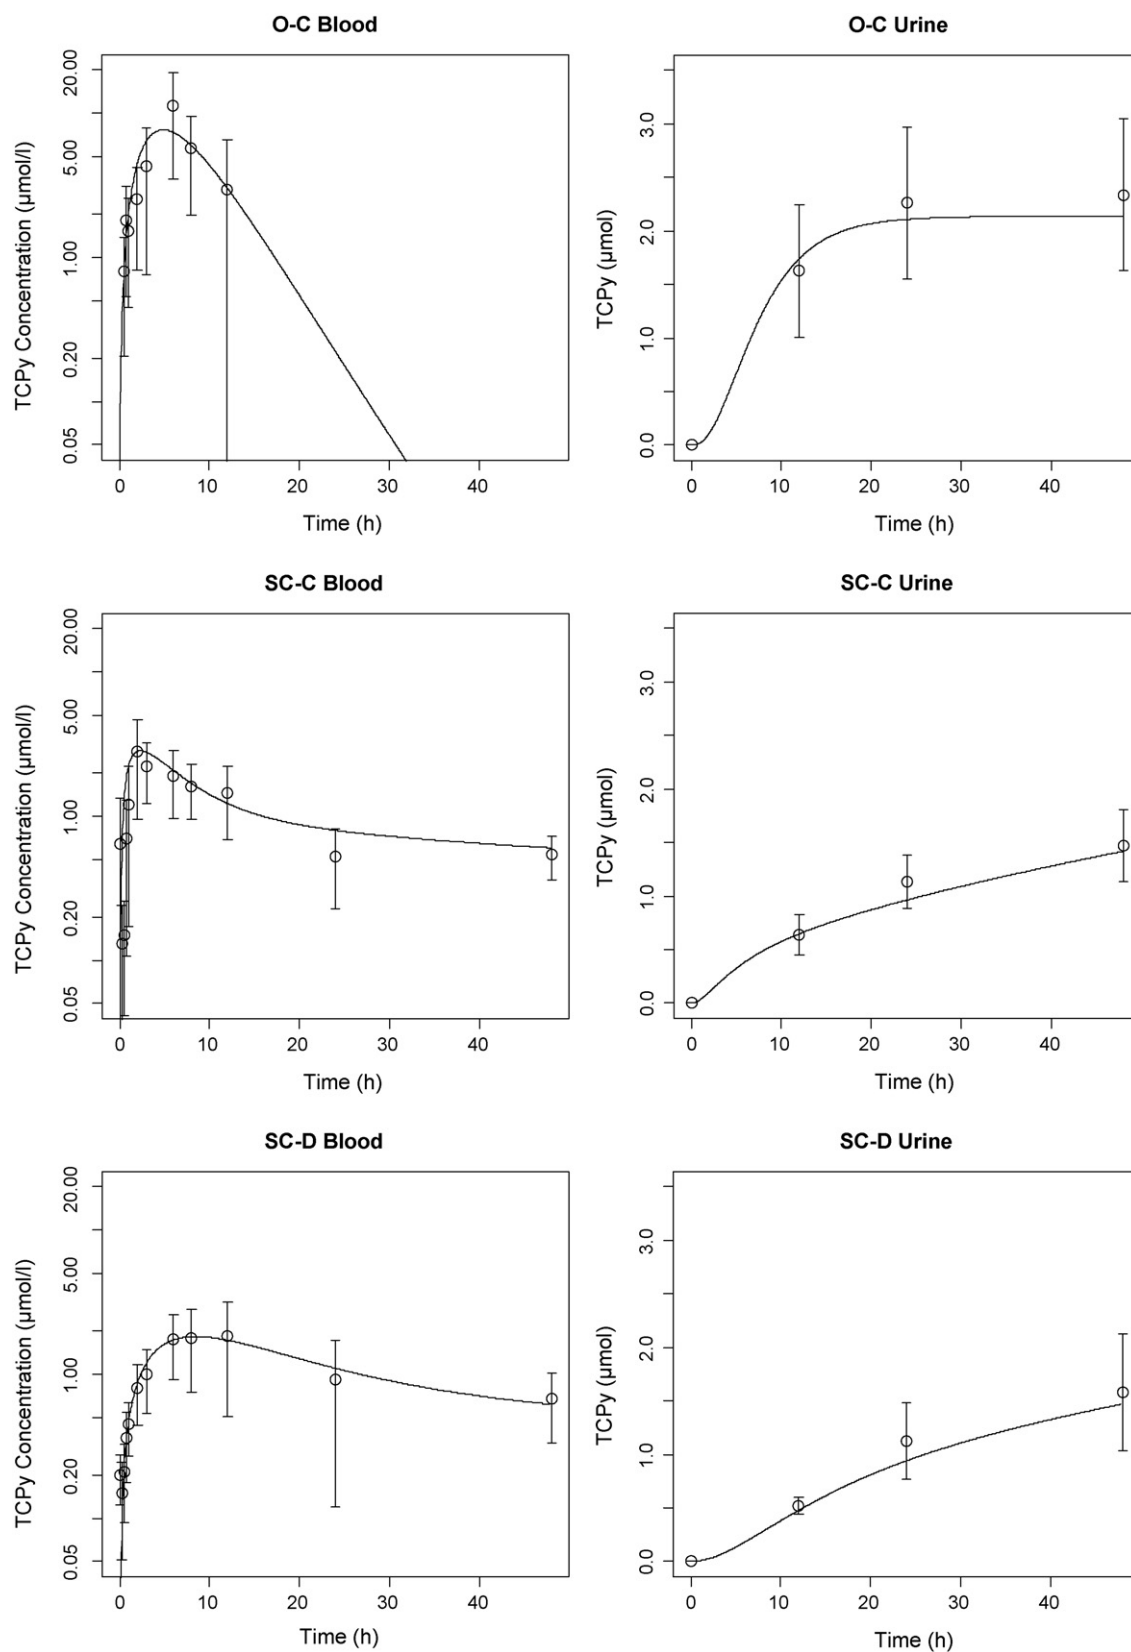 O-C Blood
TCPy Concentration (µmol/l)
20.00
5.00
1.00
0.20
0.05
0 10 20 30 40
Time (h)
O-C Urine
TCPy (µmol)
3.0
2.0
1.0
0.0
0 10 20 30 40
Time (h)
SC-C Blood
TCPy Concentration (µmol/l)
20.00
5.00
1.00
0.20
0.05
0 10 20 30 40
Time (h)
SC-C Urine
TCPy (µmol)
3.0
2.0
1.0
0.0
0 10 20 30 40
Time (h)
SC-D Blood
TCPy Concentration (µmol/l)
20.00
5.00
1.00
0.20
0.05
0 10 20 30 40
Time (h)
SC-D Urine
TCPy (µmol)
3.0
2.0
1.0
0.0
0 10 20 30 40
Time (h)